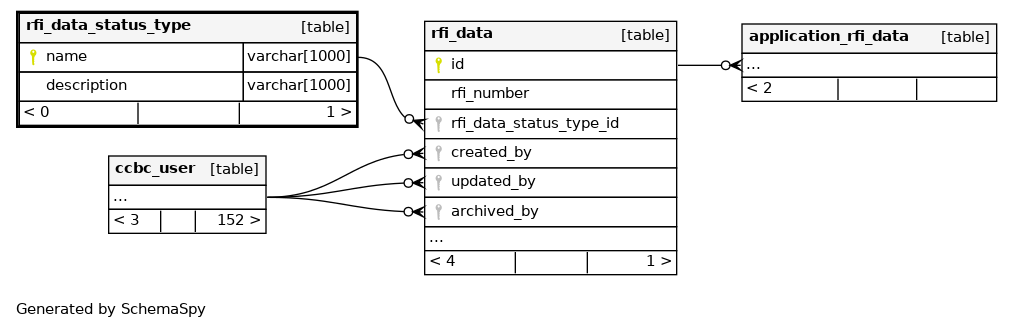 rfi_data_status_type [table]
name varchar[1000]
description varchar[1000]
< 0 1 >
ccbc_user [table]
...
< 3 152 >
rfi_data [table]
id
rfi_number
rfi_data_status_type_id
created_by
updated_by
archived_by
...
< 4 1 >
application_rfi_data [table]
...
< 2
Generated by SchemaSpy